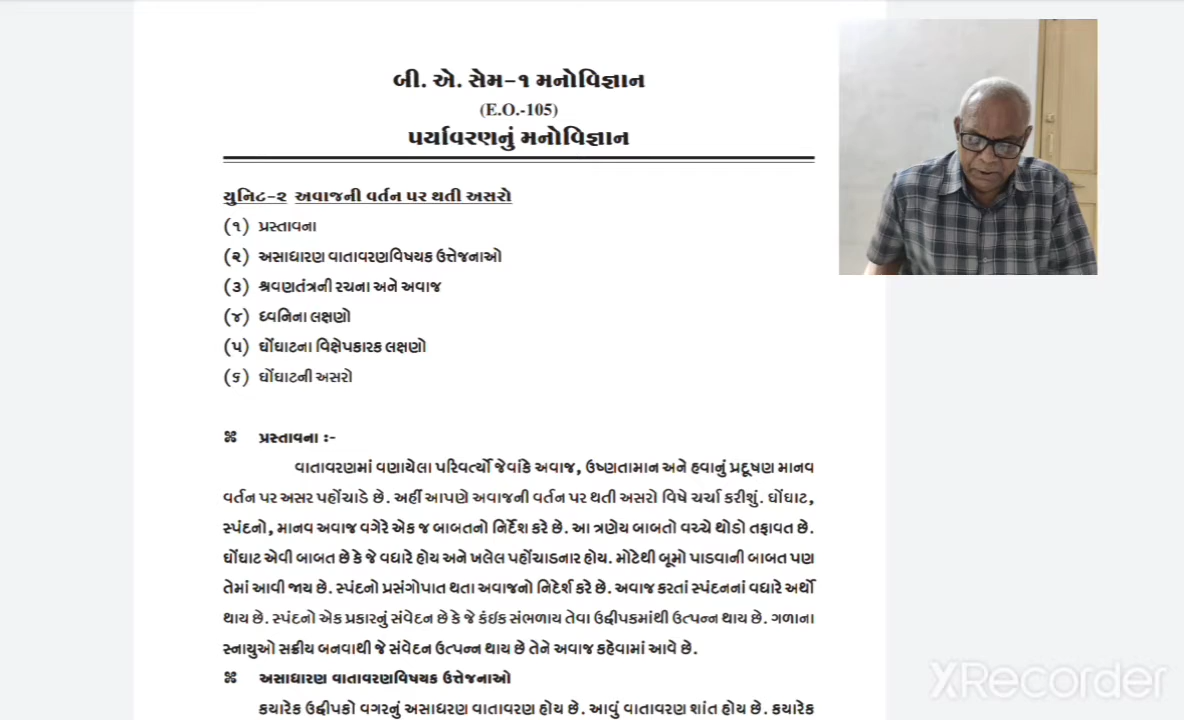 બી. એ. સેમ-૧ મનોવિજ્ઞાન
(E.O.-105)
પર્યાવરણનું મનોવિજ્ઞાન
યુનિટ-૨ અવાજની વર્તન પર થતી અસરો
(૧) પ્રસ્તાવના
(૨) અસાધારણ વાતાવરણવિષયક ઉત્તેજનાઓ
(૩) શ્રવણતંત્રની રચના અને અવાજ
(૪) ધ્વનિના લક્ષણો
(૫) ઘોંઘાટના વિક્ષેપકારક લક્ષણો
(૬) ઘોંઘાટની અસરો
⌘ પ્રસ્તાવના :-
વાતાવરણમાં વણાયેલા પરિવર્ત્યો જેવાંકે અવાજ, ઉષ્ણતામાન અને હવાનું પ્રદૂષણ માનવ
વર્તન પર અસર પહોંચાડે છે. અહીં આપણે અવાજની વર્તન પર થતી અસરો વિષે ચર્ચા કરીશું. ઘોંઘાટ,
સ્પંદનો, માનવ અવાજ વગેરે એક જ બાબતનો નિર્દેશ કરે છે. આ ત્રણેય બાબતો વચ્ચે થોડો તફાવત છે.
ઘોંઘાટ એવી બાબત છે કે જે વધારે હોય અને ખલેલ પહોંચાડનાર હોય. મોટેથી બૂમો પાડવાની બાબત પણ
તેમાં આવી જાય છે. સ્પંદનો પ્રસંગોપાત થતા અવાજનો નિદેર્શ કરે છે. અવાજ કરતાં સ્પંદનનાં વધારે અર્થો
થાય છે. સ્પંદનો એક પ્રકારનું સંવેદન છે કે જે કંઈક સંભળાય તેવા ઉદ્દીપકમાંથી ઉત્પન્ન થાય છે. ગળાના
સ્નાયુઓ સક્રીય બનવાથી જે સંવેદન ઉત્પન્ન થાય છે તેને અવાજ કહેવામાં આવે છે.
⌘ અસાધારણ વાતાવરણવિષયક ઉત્તેજનાઓ
કયારેક ઉદ્દીપકો વગરનું અસાધરણ વાતાવરણ હોય છે. આવું વાતાવરણ શાંત હોય છે. કયારેક
XRecorder